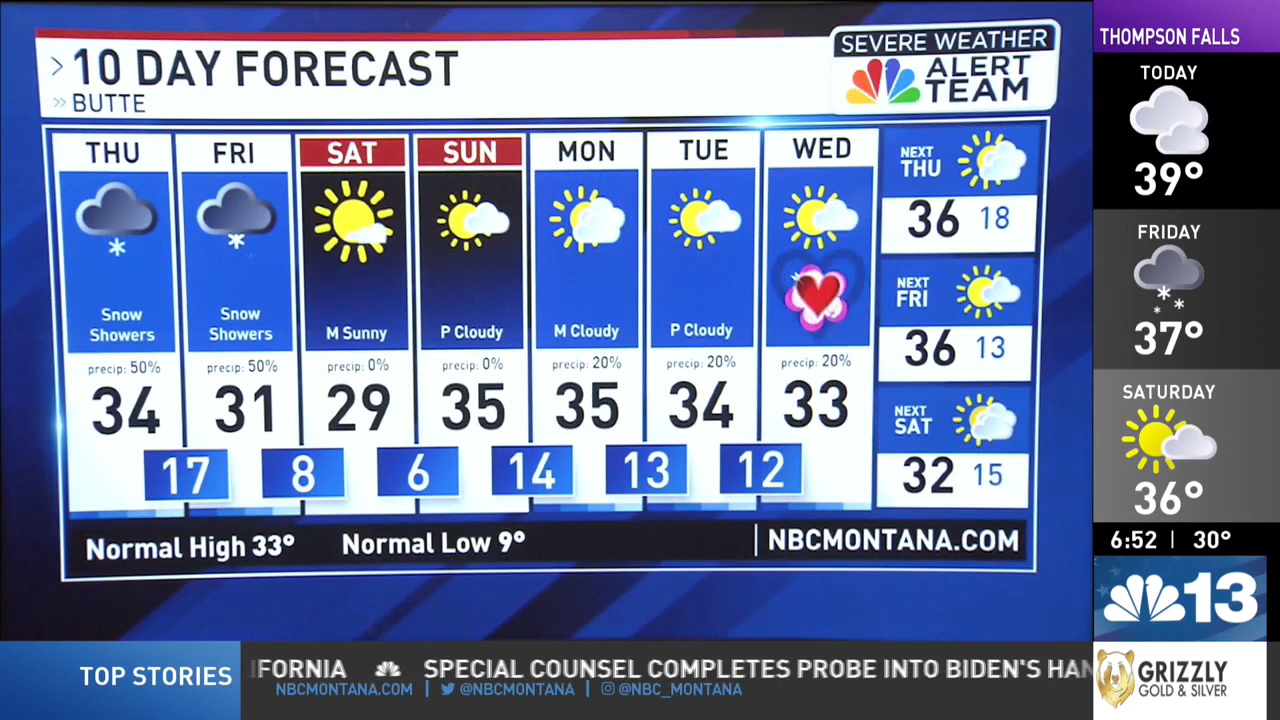 > 10 DAY FORECAST
» BUTTE
SEVERE WEATHER
ALERT
TEAM
THU FRI SAT SUN MON TUE WED
Snow Showers Snow Showers M Sunny P Cloudy M Cloudy P Cloudy
precip: 50% precip: 50% precip: 0% precip: 0% precip: 20% precip: 20% precip: 20%
34 31 29 35 35 34 33
17 8 6 14 13 12
NEXT
THU
36 18
NEXT
FRI
36 13
NEXT
SAT
32 15
Normal High 33° Normal Low 9° NBCMONTANA.COM
THOMPSON FALLS
TODAY
39°
FRIDAY
37°
SATURDAY
36°
6:52 | 30°
13
GRIZZLY
GOLD & SILVER
TOP STORIES
IFORNIA SPECIAL COUNSEL COMPLETES PROBE INTO BIDEN'S HAN
NBCMONTANA.COM | @NBCMONTANA | @NBC_MONTANA